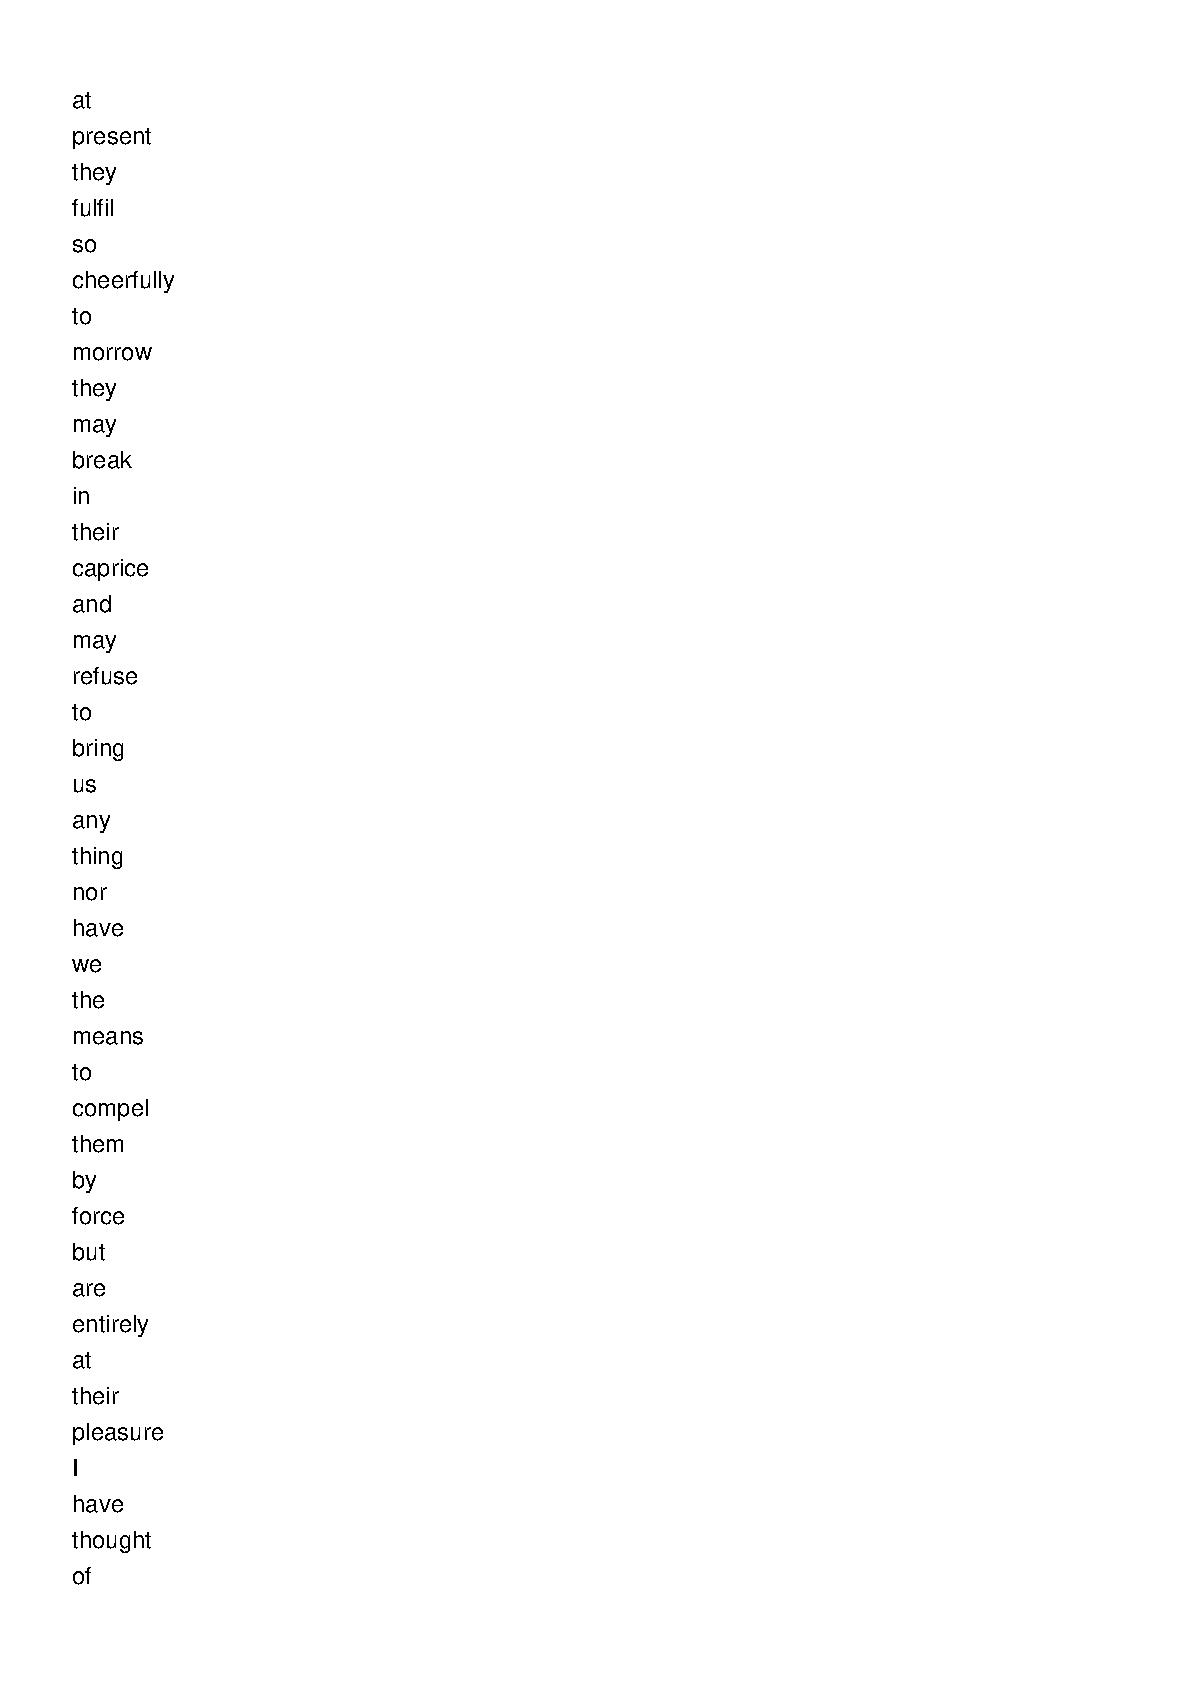 at
present
they
fulfil
so
cheerfully
to
morrow
they
may
break
in
their
caprice
and
may
refuse
to
bring
us
any
thing
nor
have
we
the
means
to
compel
them
by
force
but
are
entirely
at
their
pleasure
I
have
thought
of